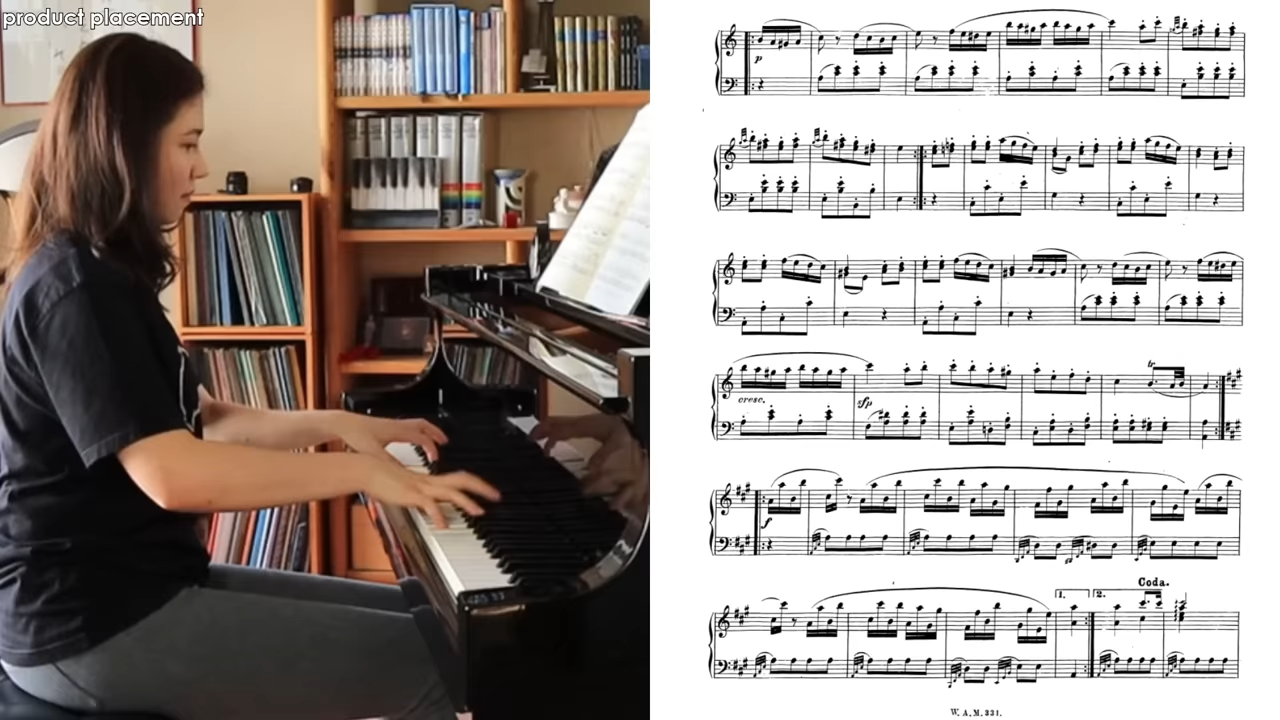 product placement
p
cresc.
sfp
tr
f
Coda.
1.
2.
W. A. M. 331.